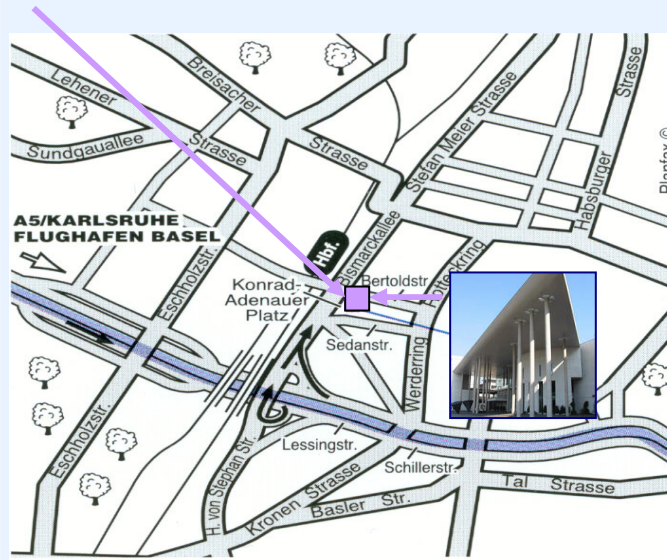 Lehener
Strasse
Breisacher
Strasse
Sundgauallee
Stefan Meier Strasse
Strasse
Habsburger
A5/KARLSRUHE
FLUGHAFEN BASEL
Hbf.
Bismarckallee
Bertoldstr.
Eschholzstr.
Konrad-
Adenauer
Platz
Sedanstr.
Werderring
Lessingstr.
Schillerstr.
Eschholzstr.
H. von Stephan Str.
Kronen Strasse
Basler Str.
Tal Strasse